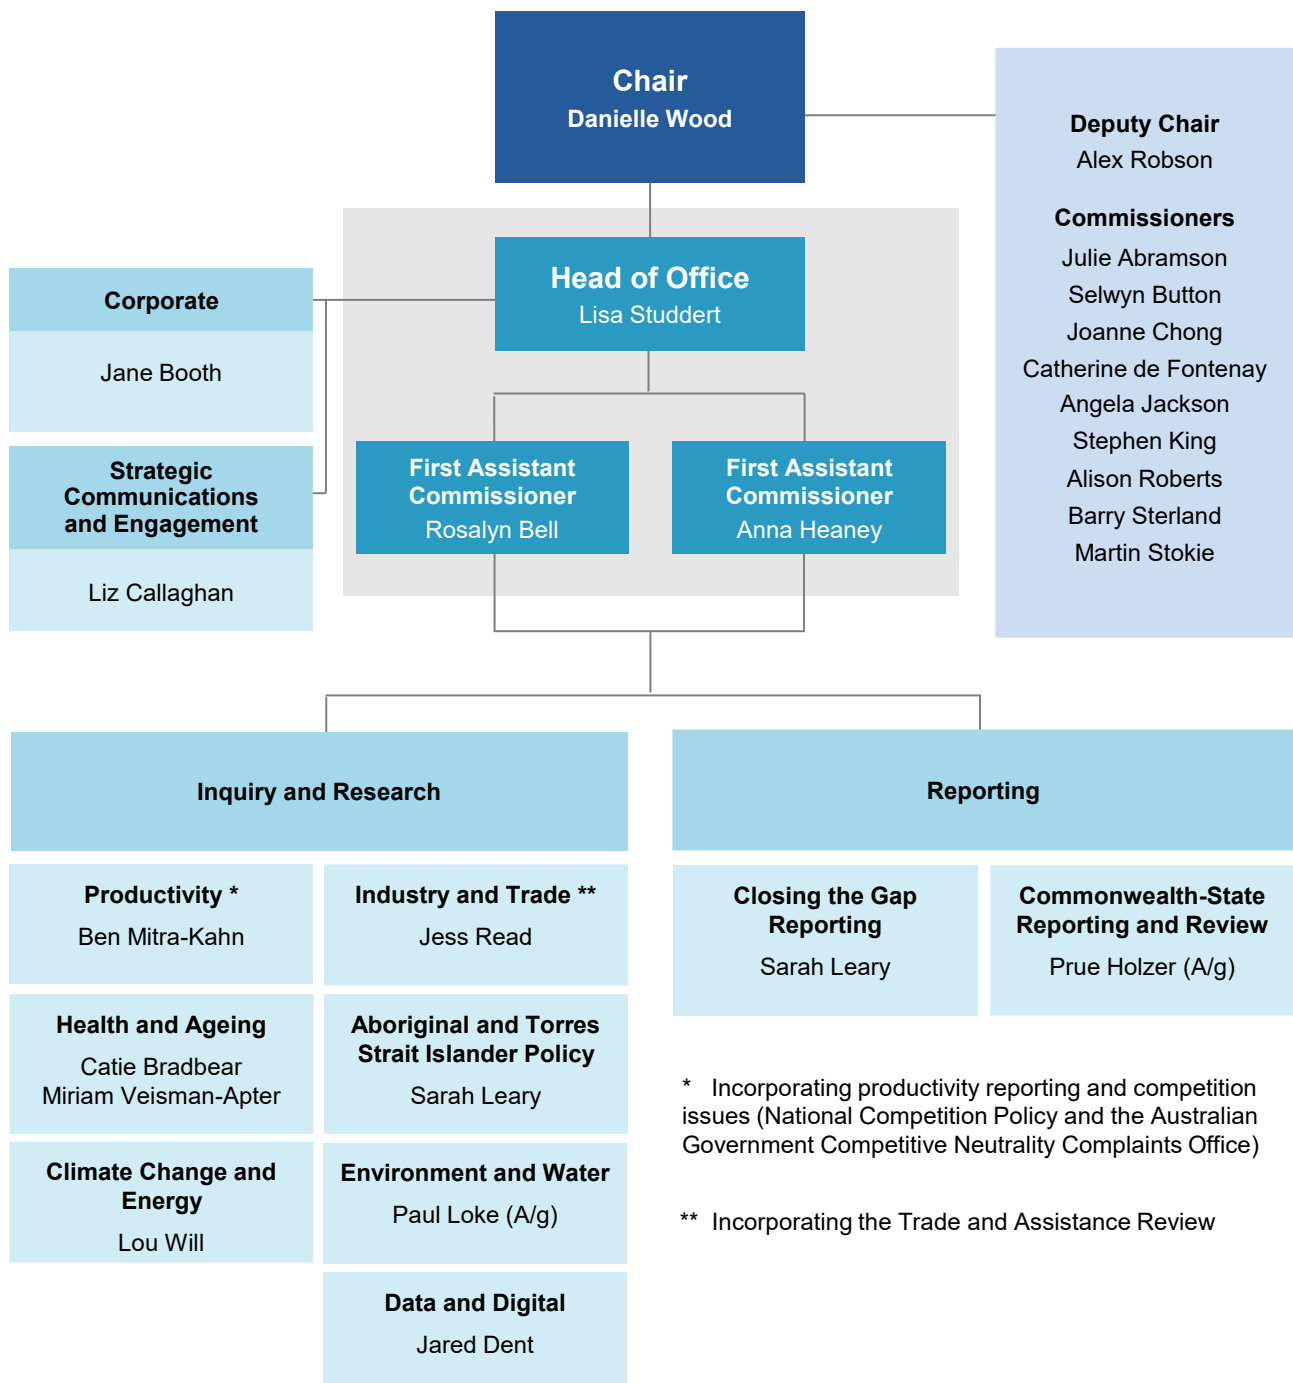 Chair
Danielle Wood
Deputy Chair
Alex Robson
Commissioners
Julie Abramson
Selwyn Button
Joanne Chong
Catherine de Fontenay
Angela Jackson
Stephen King
Alison Roberts
Barry Sterland
Martin Stokie
Head of Office
Lisa Studdert
Corporate
Jane Booth
Strategic
Communications
and Engagement
Liz Callaghan
First Assistant
Commissioner
Rosalyn Bell
First Assistant
Commissioner
Anna Heaney
Inquiry and Research
Productivity *
Ben Mitra-Kahn
Industry and Trade **
Jess Read
Health and Ageing
Catie Bradbear
Miriam Veisman-Apter
Aboriginal and Torres
Strait Islander Policy
Sarah Leary
Climate Change and
Energy
Lou Will
Environment and Water
Paul Loke (A/g)
Data and Digital
Jared Dent
Reporting
Closing the Gap
Reporting
Sarah Leary
Commonwealth-State
Reporting and Review
Prue Holzer (A/g)
* Incorporating productivity reporting and competition
issues (National Competition Policy and the Australian
Government Competitive Neutrality Complaints Office)
** Incorporating the Trade and Assistance Review